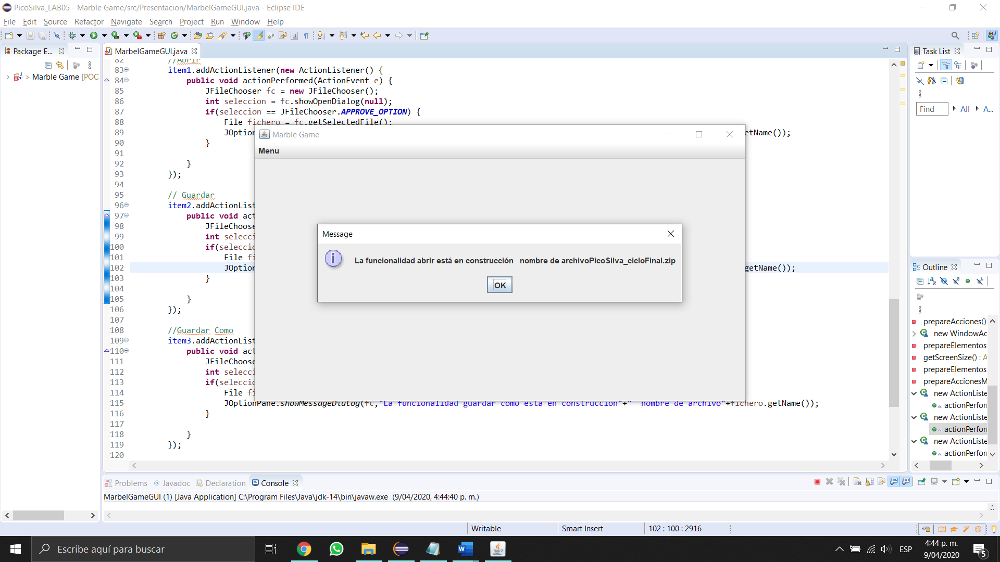 PicoSilva_LAB05 - Marble Game/src/Presentacion/MarbelGameGUI.java - Eclipse IDE
File Edit Source Refactor Navigate Search Project Run Window Help
Package E...
Marble Game [POO
MarbelGameGUI.java
82 //Abrir
83 item1.addActionListener(new ActionListener() {
84 public void actionPerformed(ActionEvent e) {
85 JFileChooser fc = new JFileChooser();
86 int seleccion = fc.showOpenDialog(null);
87 if(seleccion == JFileChooser.APPROVE_OPTION) {
88 File fichero = fc.getSelectedFile();
89 JOption etName());
90 }
91
92 }
93 });
94
95 // Guardar
96 item2.addActionList
97 public void act
98 JFileChoose
99 int selecci
100 if(seleccio
101 File fi
102 JOption getName());
103 }
104
105 }
106 });
107
108 //Guardar Como
109 item3.addActionList
110 public void act
111 JFileChoose
112 int selecci
113 if(seleccio
114 File fi
115 JOptionPane.showMessageDialog(fc,"La funcionalidad guardar como está en construcción"+"  nombre de archivo"+fichero.getName());
116 }
117
118 }
119 });
120
Marble Game
Menu
Message
La funcionalidad abrir está en construcción   nombre de archivoPicoSilva_cicloFinal.zip
OK
Task List
Find All A...
Outline
prepareAcciones()
new WindowAc
prepareElementos
getScreenSize() : A
prepareElementos
prepareAccionesM
new ActionListe
actionPerfor
new ActionListe
actionPerfor
new ActionListe
actionPerfor
Problems Javadoc Declaration Console
MarbelGameGUI (1) [Java Application] C:\Program Files\Java\jdk-14\bin\javaw.exe  (9/04/2020, 4:44:40 p. m.)
Writable Smart Insert 102 : 100 : 2916
Escribe aquí para buscar
ESP
4:44 p. m.
9/04/2020
5